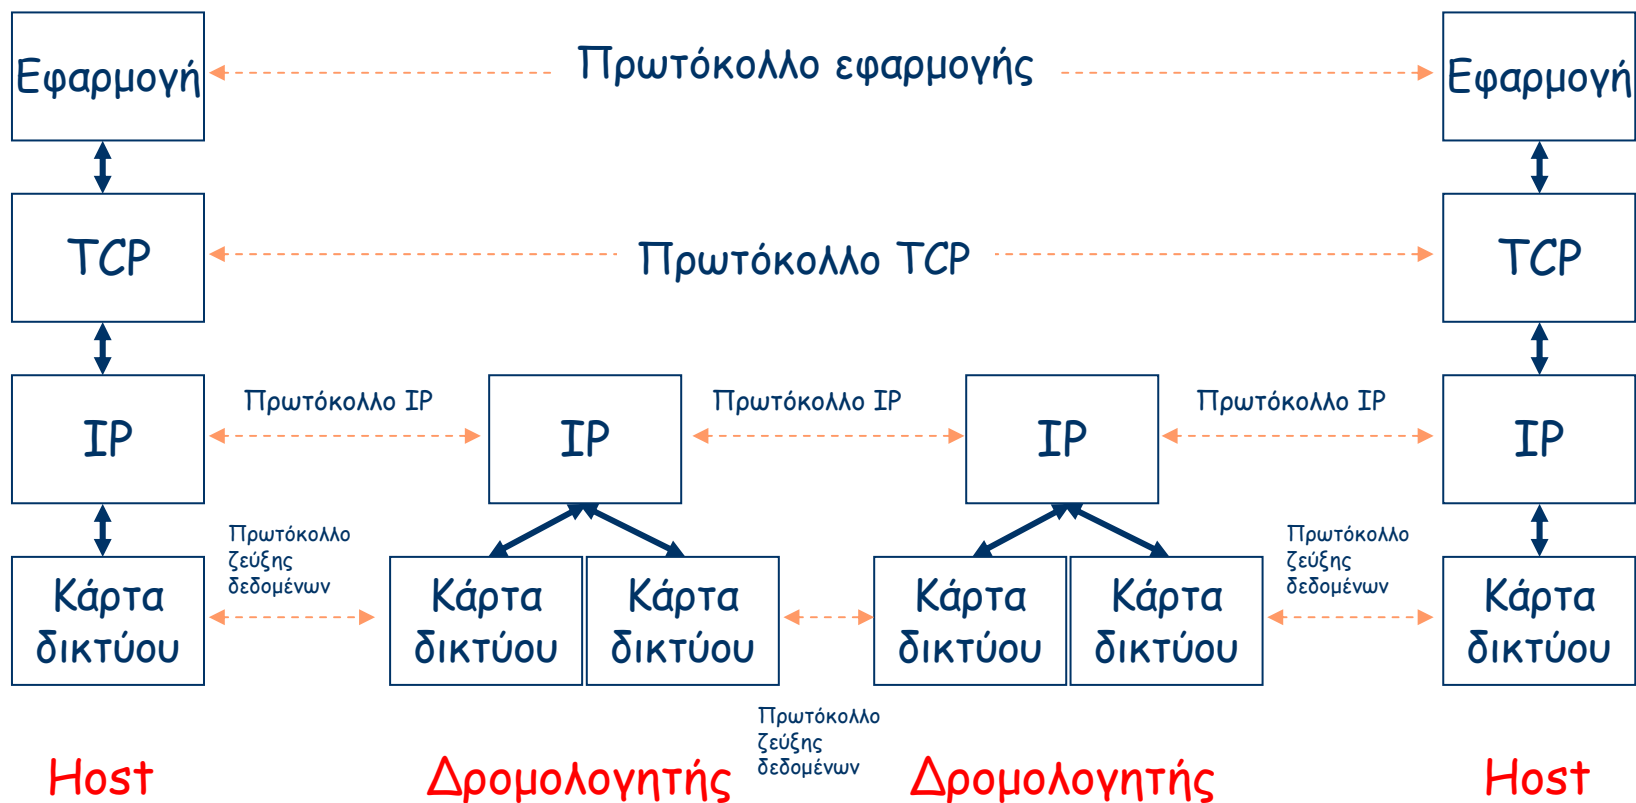 Εφαρμογή
Πρωτόκολλο εφαρμογής
Εφαρμογή
TCP
Πρωτόκολλο TCP
TCP
IP
Πρωτόκολλο IP
IP
Πρωτόκολλο IP
IP
Πρωτόκολλο IP
IP
Κάρτα
δικτύου
Πρωτόκολλο
ζεύξης
δεδομένων
Κάρτα
δικτύου
Κάρτα
δικτύου
Πρωτόκολλο
ζεύξης
δεδομένων
Κάρτα
δικτύου
Κάρτα
δικτύου
Πρωτόκολλο
ζεύξης
δεδομένων
Κάρτα
δικτύου
Host
Δρομολογητής
Δρομολογητής
Host